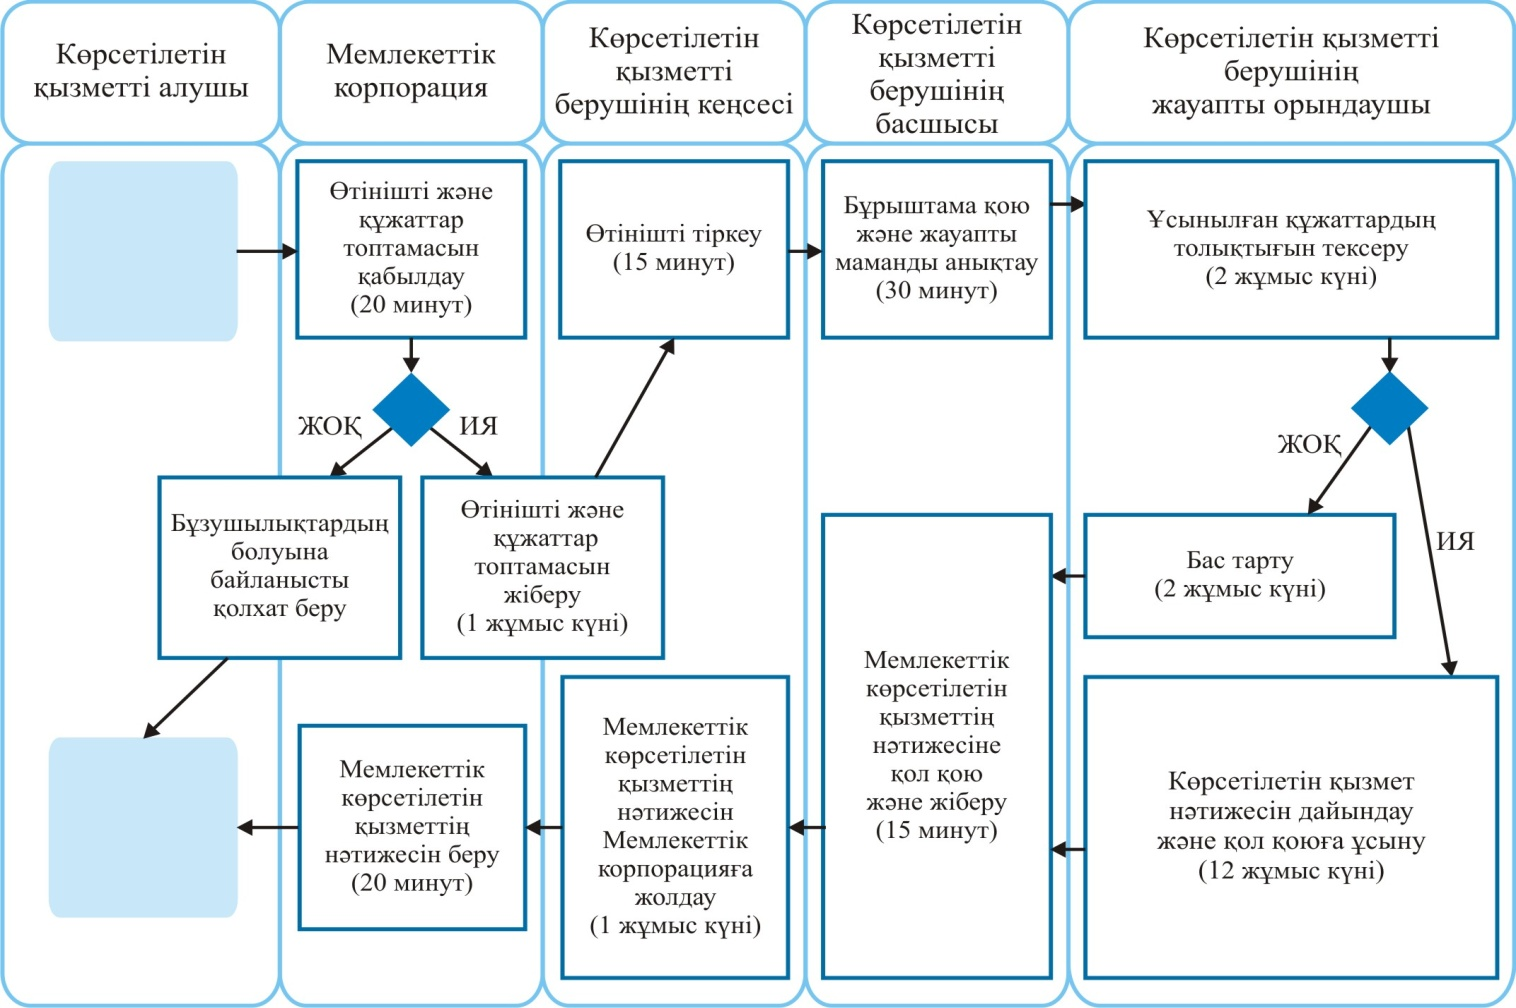 Көрсетілетін
қызметті алушы
Мемлекеттік
корпорация
Көрсетілетін
қызметті
берушінің кеңсесі
Көрсетілетін
қызметті
берушінің
басшысы
Көрсетілетін қызметті
берушінің
жауапты орындаушы
Өтінішті және
құжаттар
топтамасын
қабылдау
(20 минут)
Өтінішті тіркеу
(15 минут)
Бұрыштама қою
және жауапты
маманды анықтау
(30 минут)
Ұсынылған құжаттардың
толықтығын тексеру
(2 жұмыс күні)
ЖОҚ
ИЯ
ЖОҚ
ИЯ
Бұзушылықтардың
болуына
байланысты
қолхат беру
Өтінішті және
құжаттар
топтамасын
жіберу
(1 жұмыс күні)
Бас тарту
(2 жұмыс күні)
Мемлекеттік
көрсетілетін
қызметтің
нәтижесін беру
(20 минут)
Мемлекеттік
көрсетілетін
қызметтің
нәтижесін
Мемлекеттік
корпорацияға
жолдау
(1 жұмыс күні)
Мемлекеттік
көрсетілетін
қызметтің
нәтижесіне
қол қою
және жіберу
(15 минут)
Көрсетілетін қызмет
нәтижесін дайындау
және қол қоюға ұсыну
(12 жұмыс күні)